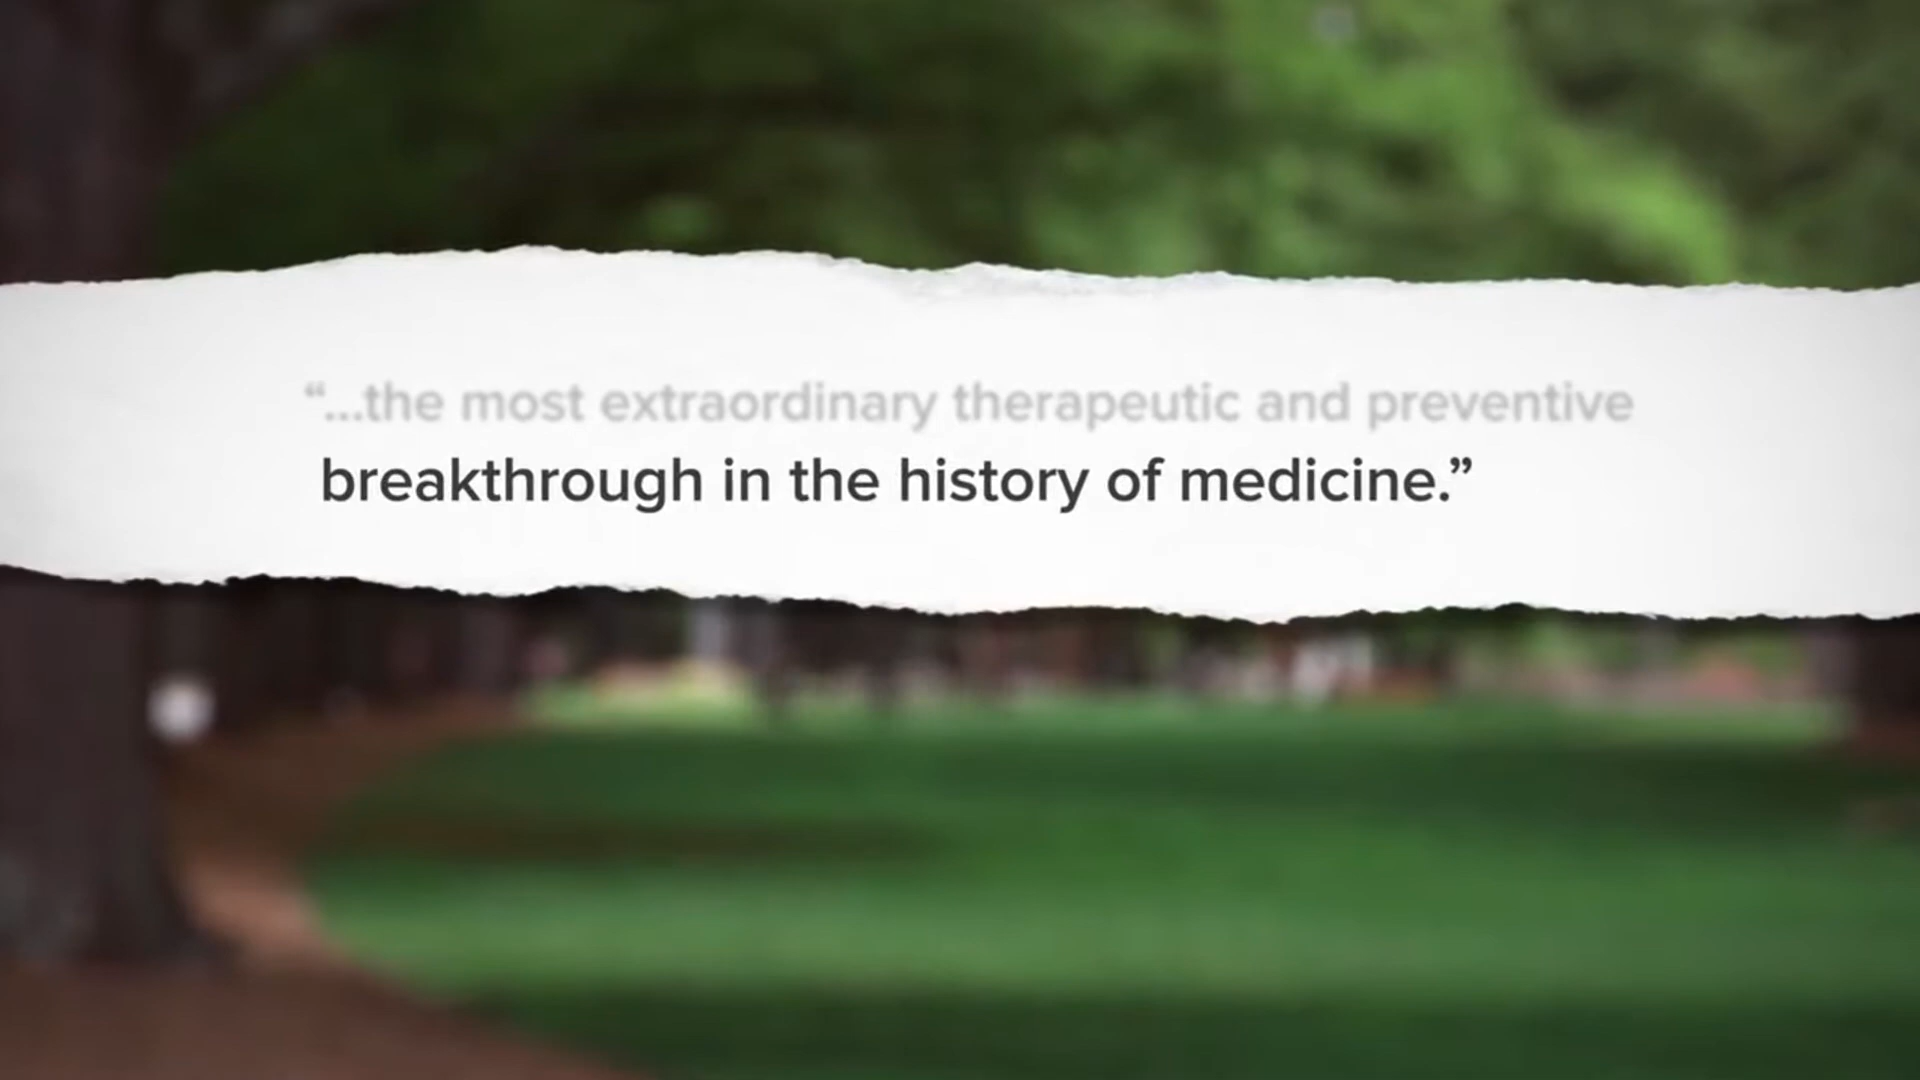 “...the most extraordinary therapeutic and preventive
breakthrough in the history of medicine.”